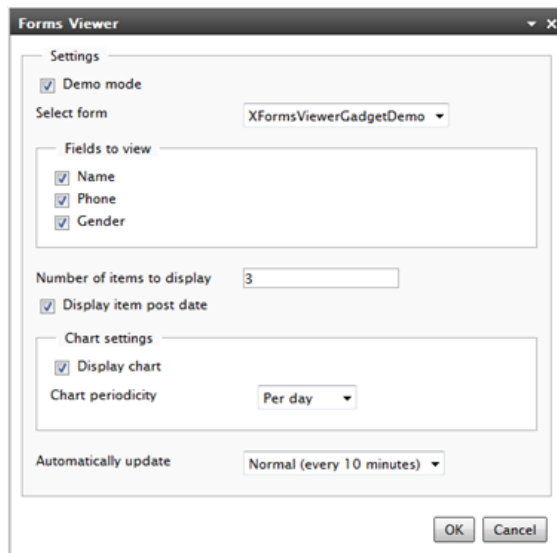 Forms Viewer
Settings
Demo mode
Select form XFormsViewerGadgetDemo
Fields to view
Name
Phone
Gender
Number of items to display 3
Display item post date
Chart settings
Display chart
Chart periodicity Per day
Automatically update Normal (every 10 minutes)
OK Cancel